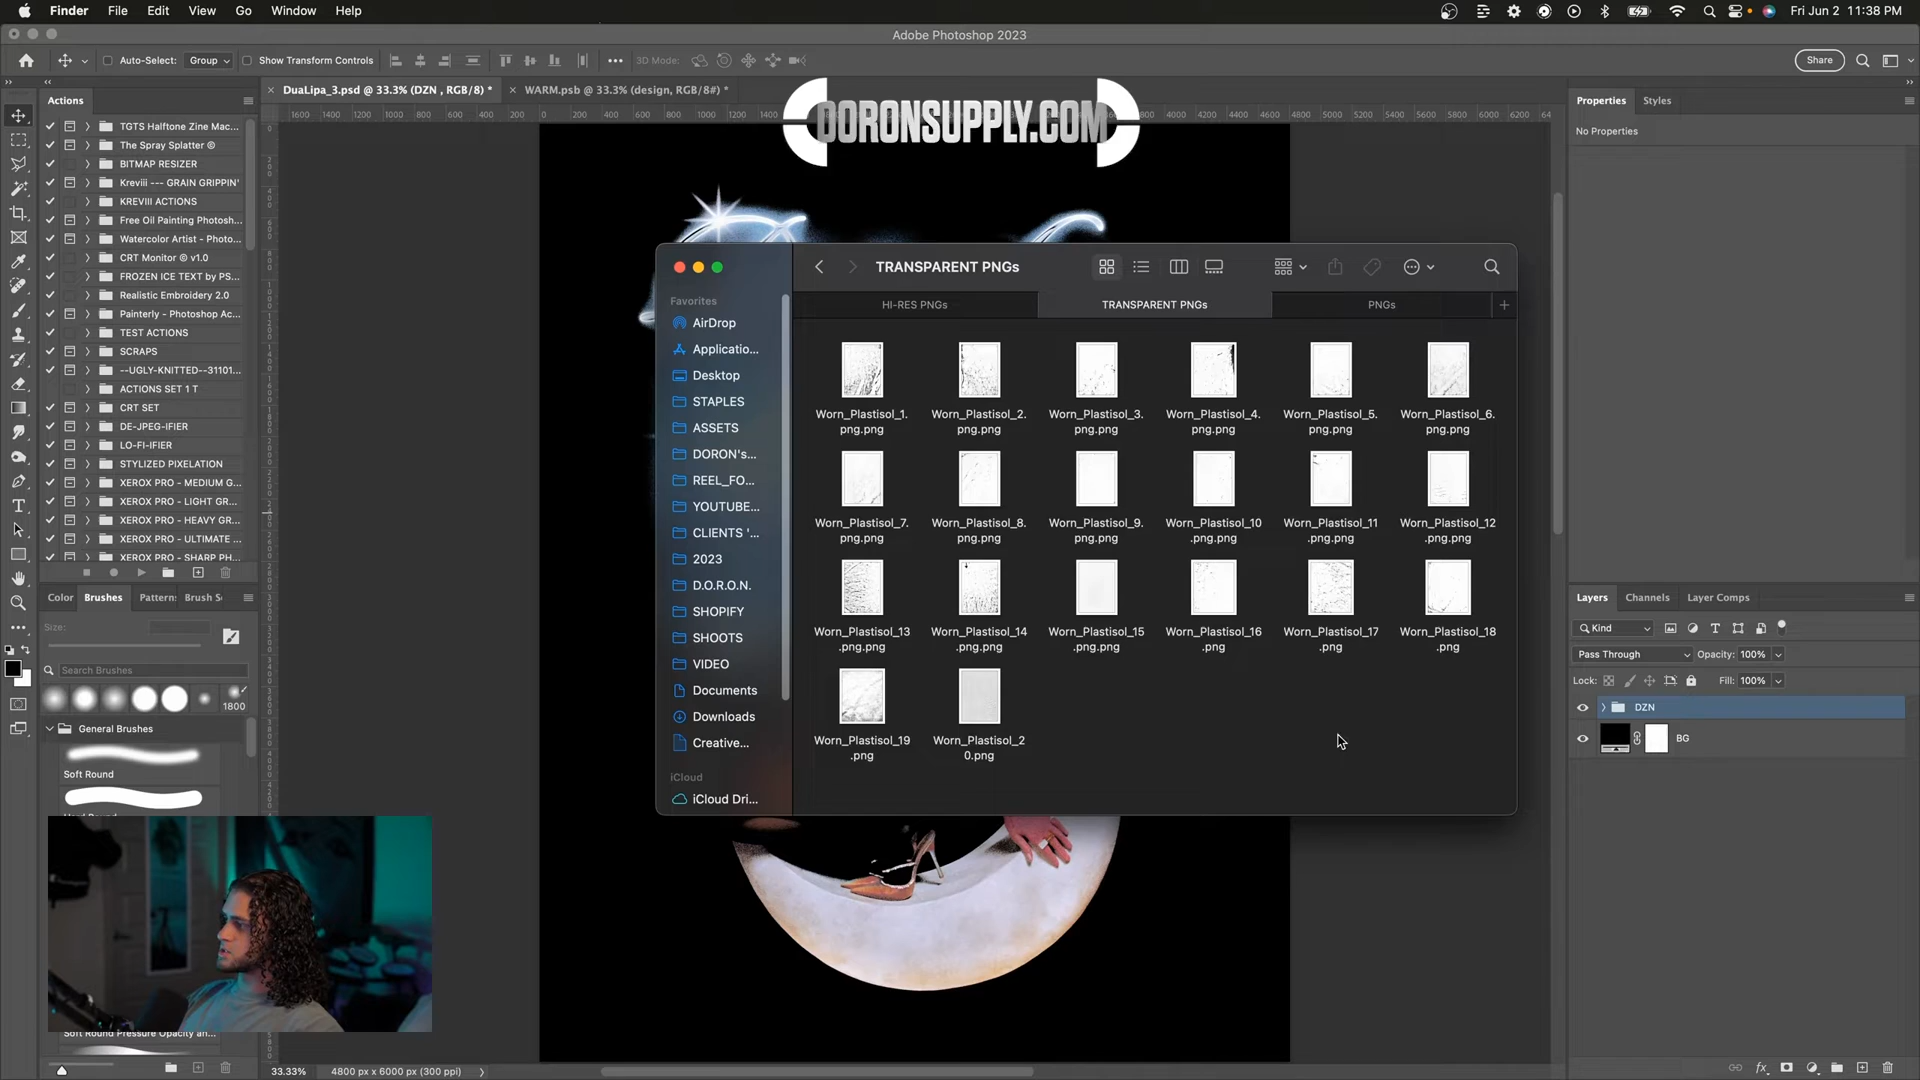 Finder File Edit View Go Window Help
Fri Jun 2 11:38 PM
Adobe Photoshop 2023
Auto-Select: Group
Show Transform Controls
3D Mode:
Share
DuaLipa_3.psd @ 33.3% (DZN , RGB/8) *
WARM.psb @ 33.3% (design, RGB/8#) *
DORONSUPPLY.COM
Actions
TGTS Halftone Zine Mac...
The Spray Splatter ©
BITMAP RESIZER
Kreviii --- GRAIN GRIPPIN'
KREVIII ACTIONS
Free Oil Painting Photosh...
Watercolor Artist - Photo...
CRT Monitor © v1.0
FROZEN ICE TEXT by PS...
Realistic Embroidery 2.0
Painterly - Photoshop Ac...
TEST ACTIONS
SCRAPS
--UGLY-KNITTED--31101...
ACTIONS SET 1 T
CRT SET
DE-JPEG-IFIER
LO-FI-IFIER
STYLIZED PIXELATION
XEROX PRO - MEDIUM G...
XEROX PRO - LIGHT GR...
XEROX PRO - HEAVY GR...
XEROX PRO - ULTIMATE ...
XEROX PRO - SHARP PH...
Color Brushes Pattern: Brush S
Size:
Search Brushes
1800
General Brushes
Soft Round
Soft Round Pressure Opacity an...
TRANSPARENT PNGs
HI-RES PNGs
TRANSPARENT PNGs
PNGs
Favorites
AirDrop
Applicatio...
Desktop
STAPLES
ASSETS
DORON's...
REEL_FO...
YOUTUBE...
CLIENTS '...
2023
D.O.R.O.N.
SHOPIFY
SHOOTS
VIDEO
Documents
Downloads
Creative...
iCloud
iCloud Dri...
Worn_Plastisol_1.png.png
Worn_Plastisol_2.png.png
Worn_Plastisol_3.png.png
Worn_Plastisol_4.png.png
Worn_Plastisol_5.png.png
Worn_Plastisol_6.png.png
Worn_Plastisol_7.png.png
Worn_Plastisol_8.png.png
Worn_Plastisol_9.png.png
Worn_Plastisol_10.png.png
Worn_Plastisol_11.png.png
Worn_Plastisol_12.png.png
Worn_Plastisol_13.png.png
Worn_Plastisol_14.png.png
Worn_Plastisol_15.png.png
Worn_Plastisol_16.png
Worn_Plastisol_17.png
Worn_Plastisol_18.png
Worn_Plastisol_19.png
Worn_Plastisol_20.png
Properties Styles
No Properties
Layers Channels Layer Comps
Kind
Pass Through
Opacity: 100%
Lock:
Fill: 100%
DZN
BG
33.33%
4800 px x 6000 px (300 ppi)